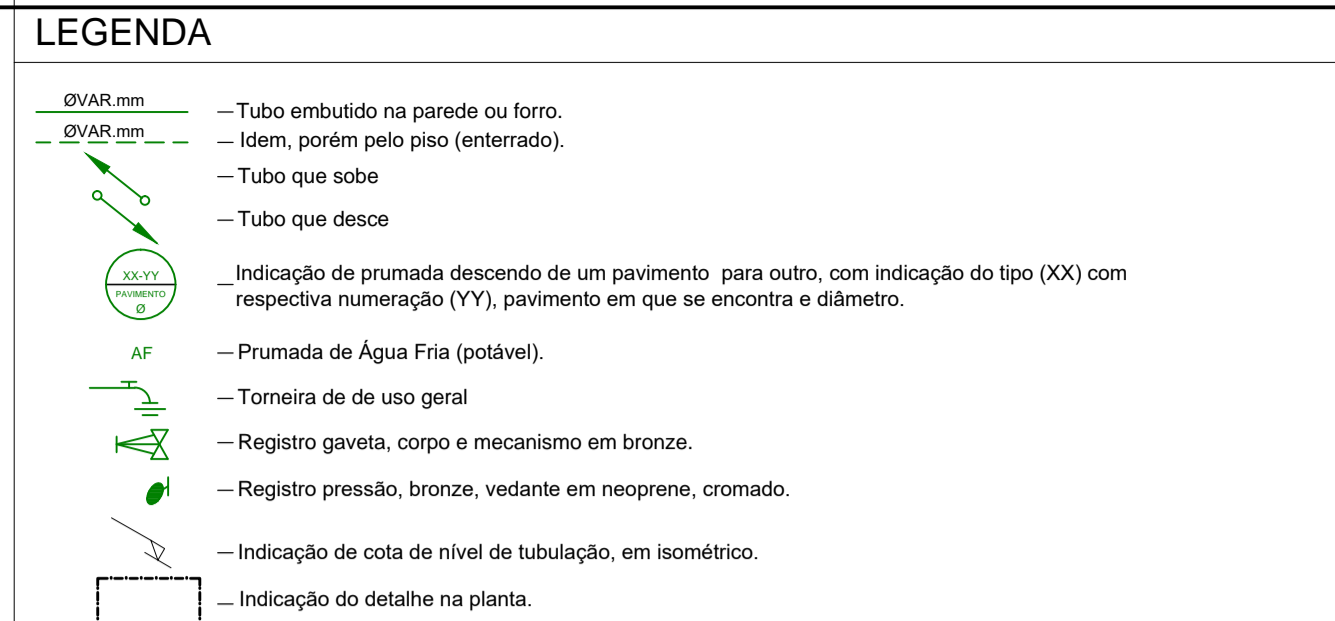 LEGENDA
ØVAR.mm
Tubo embutido na parede ou forro.
ØVAR.mm
Idem, porém pelo piso (enterrado).
Tubo que sobe
Tubo que desce
XX-YY
PAVIMENTO
Ø
Indicação de prumada descendo de um pavimento para outro, com indicação do tipo (XX) com
respectiva numeração (YY), pavimento em que se encontra e diâmetro.
AF
Prumada de Água Fria (potável).
Torneira de de uso geral
Registro gaveta, corpo e mecanismo em bronze.
Registro pressão, bronze, vedante em neoprene, cromado.
Indicação de cota de nível de tubulação, em isométrico.
Indicação do detalhe na planta.